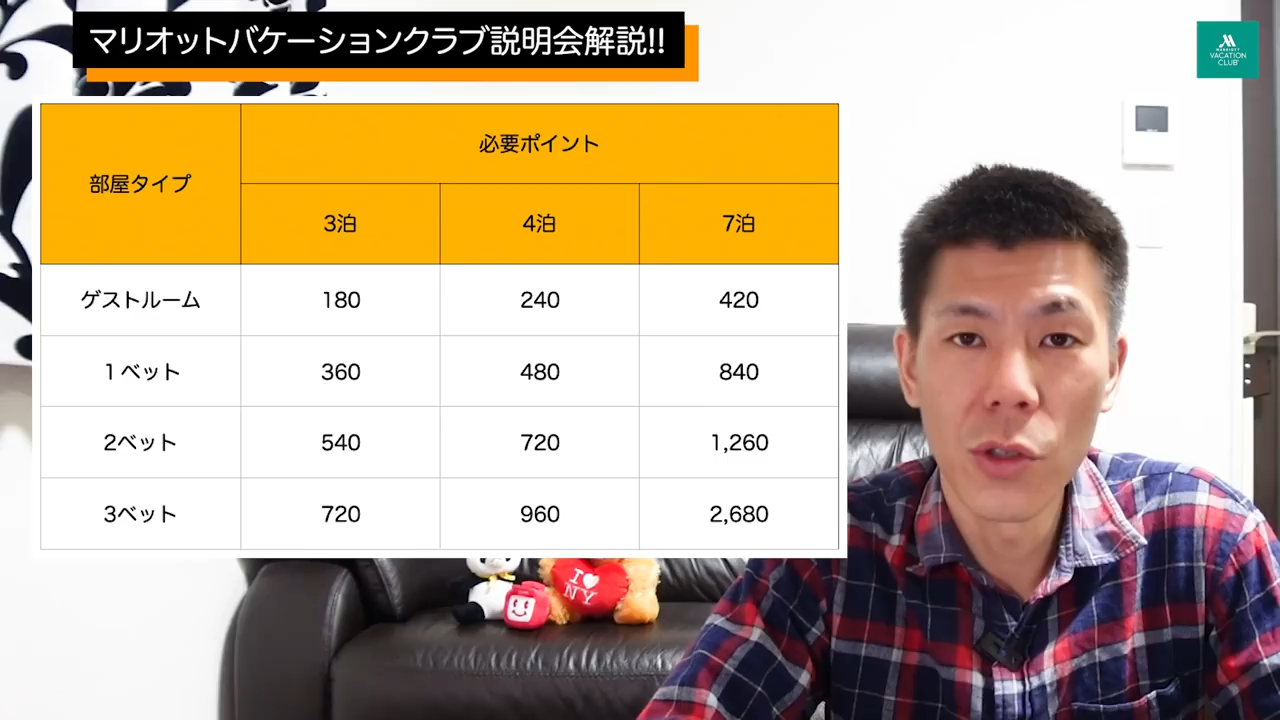 マリオットバケーションクラブ説明会解説!!
MARRIOTT
VACATION
CLUB
部屋タイプ
必要ポイント
3泊 4泊 7泊
ゲストルーム 180 240 420
1ベット 360 480 840
2ベット 540 720 1,260
3ベット 720 960 2,680
I
NY